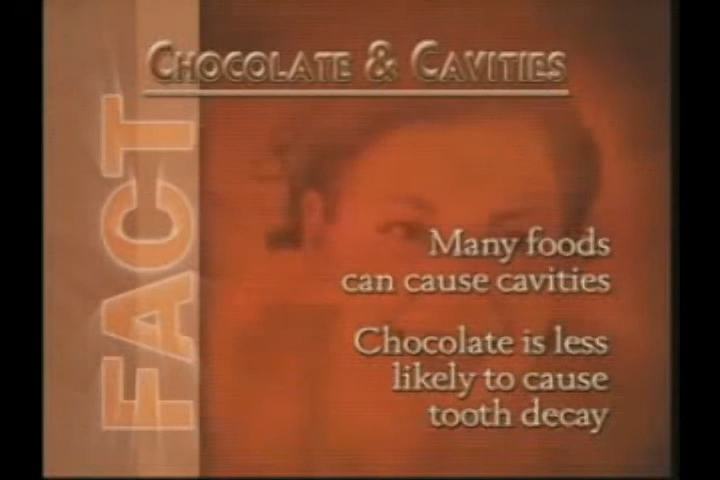 CHOCOLATE & CAVITIES
FACT
Many foods
can cause cavities
Chocolate is less
likely to cause
tooth decay